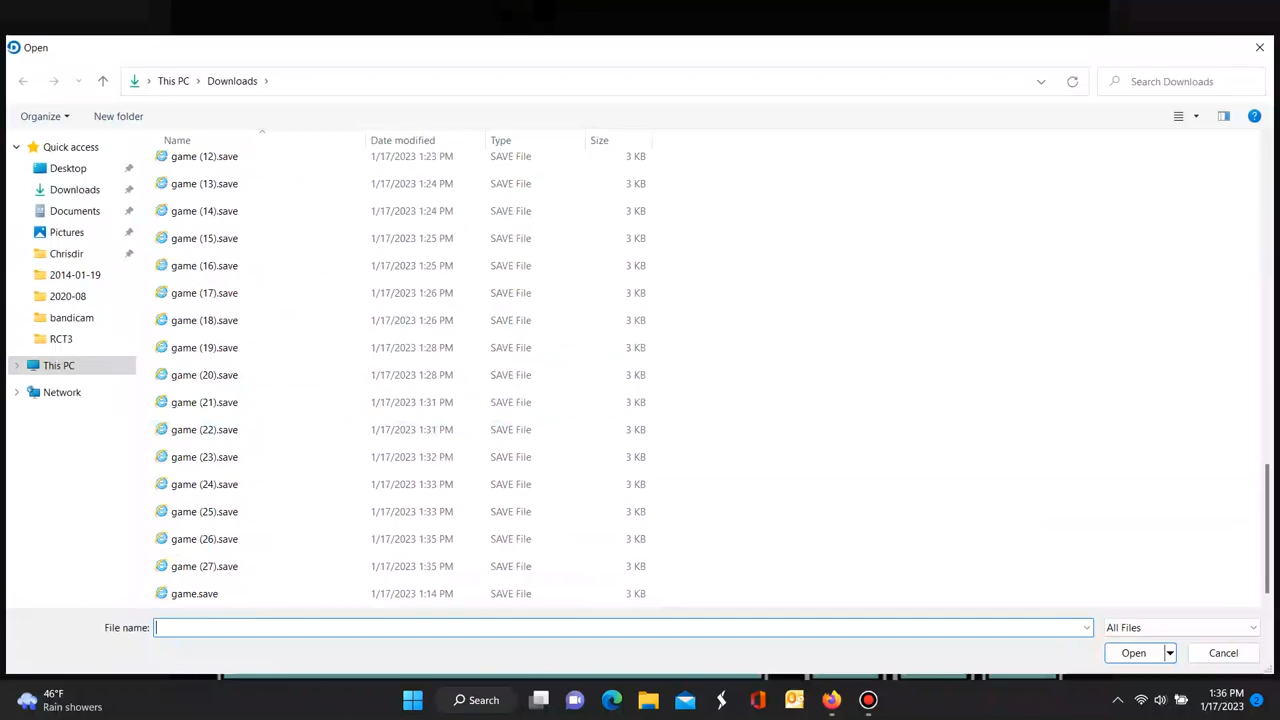 Open
This PC > Downloads >
Search Downloads
Organize
New folder
Name Date modified Type Size
Quick access
Desktop
Downloads
Documents
Pictures
Chrisdir
2014-01-19
2020-08
bandicam
RCT3
This PC
Network
game (12).save 1/17/2023 1:23 PM SAVE File 3 KB
game (13).save 1/17/2023 1:24 PM SAVE File 3 KB
game (14).save 1/17/2023 1:24 PM SAVE File 3 KB
game (15).save 1/17/2023 1:25 PM SAVE File 3 KB
game (16).save 1/17/2023 1:25 PM SAVE File 3 KB
game (17).save 1/17/2023 1:26 PM SAVE File 3 KB
game (18).save 1/17/2023 1:26 PM SAVE File 3 KB
game (19).save 1/17/2023 1:28 PM SAVE File 3 KB
game (20).save 1/17/2023 1:28 PM SAVE File 3 KB
game (21).save 1/17/2023 1:31 PM SAVE File 3 KB
game (22).save 1/17/2023 1:31 PM SAVE File 3 KB
game (23).save 1/17/2023 1:32 PM SAVE File 3 KB
game (24).save 1/17/2023 1:33 PM SAVE File 3 KB
game (25).save 1/17/2023 1:33 PM SAVE File 3 KB
game (26).save 1/17/2023 1:35 PM SAVE File 3 KB
game (27).save 1/17/2023 1:35 PM SAVE File 3 KB
game.save 1/17/2023 1:14 PM SAVE File 3 KB
File name:
All Files
Open
Cancel
46°F
Rain showers
Search
1:36 PM
1/17/2023
2